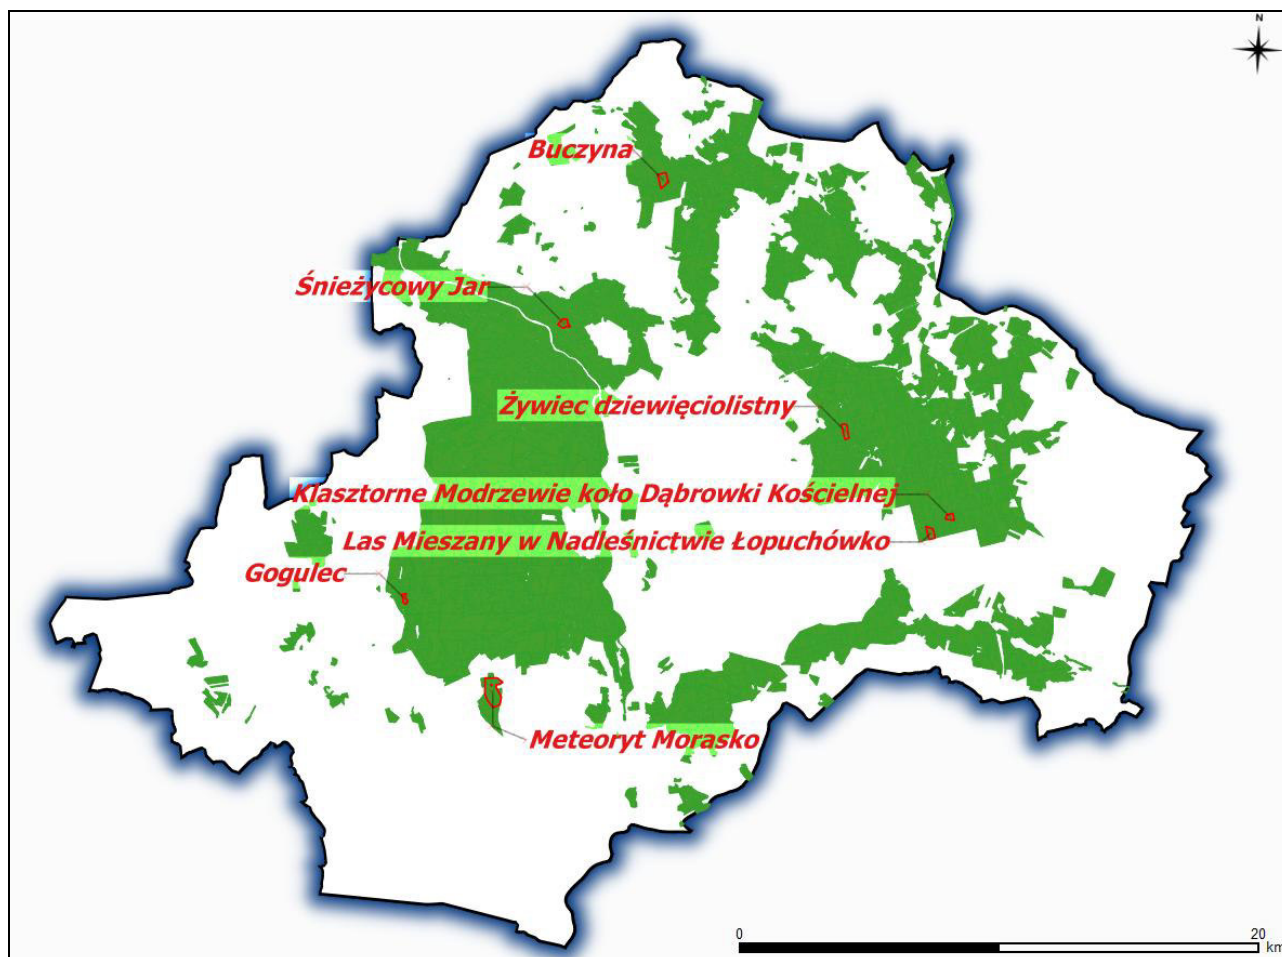 N
Buczyna
Śnieżycowy Jar
Żywiec dziewięciolistny
Klasztorne Modrzewie koło Dąbrowki Kościelnej
Las Mieszany w Nadleśnictwie Łopuchówko
Gogulec
Meteoryt Morasko
0 20
km